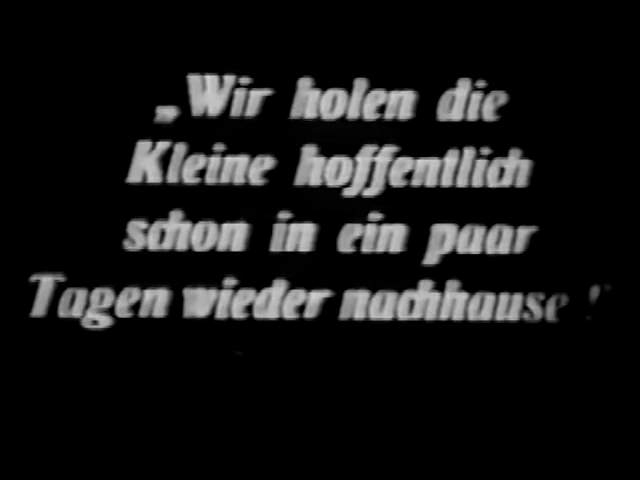 „Wir holen die
Kleine hoffentlich
schon in ein paar
Tagen wieder nachhause !"